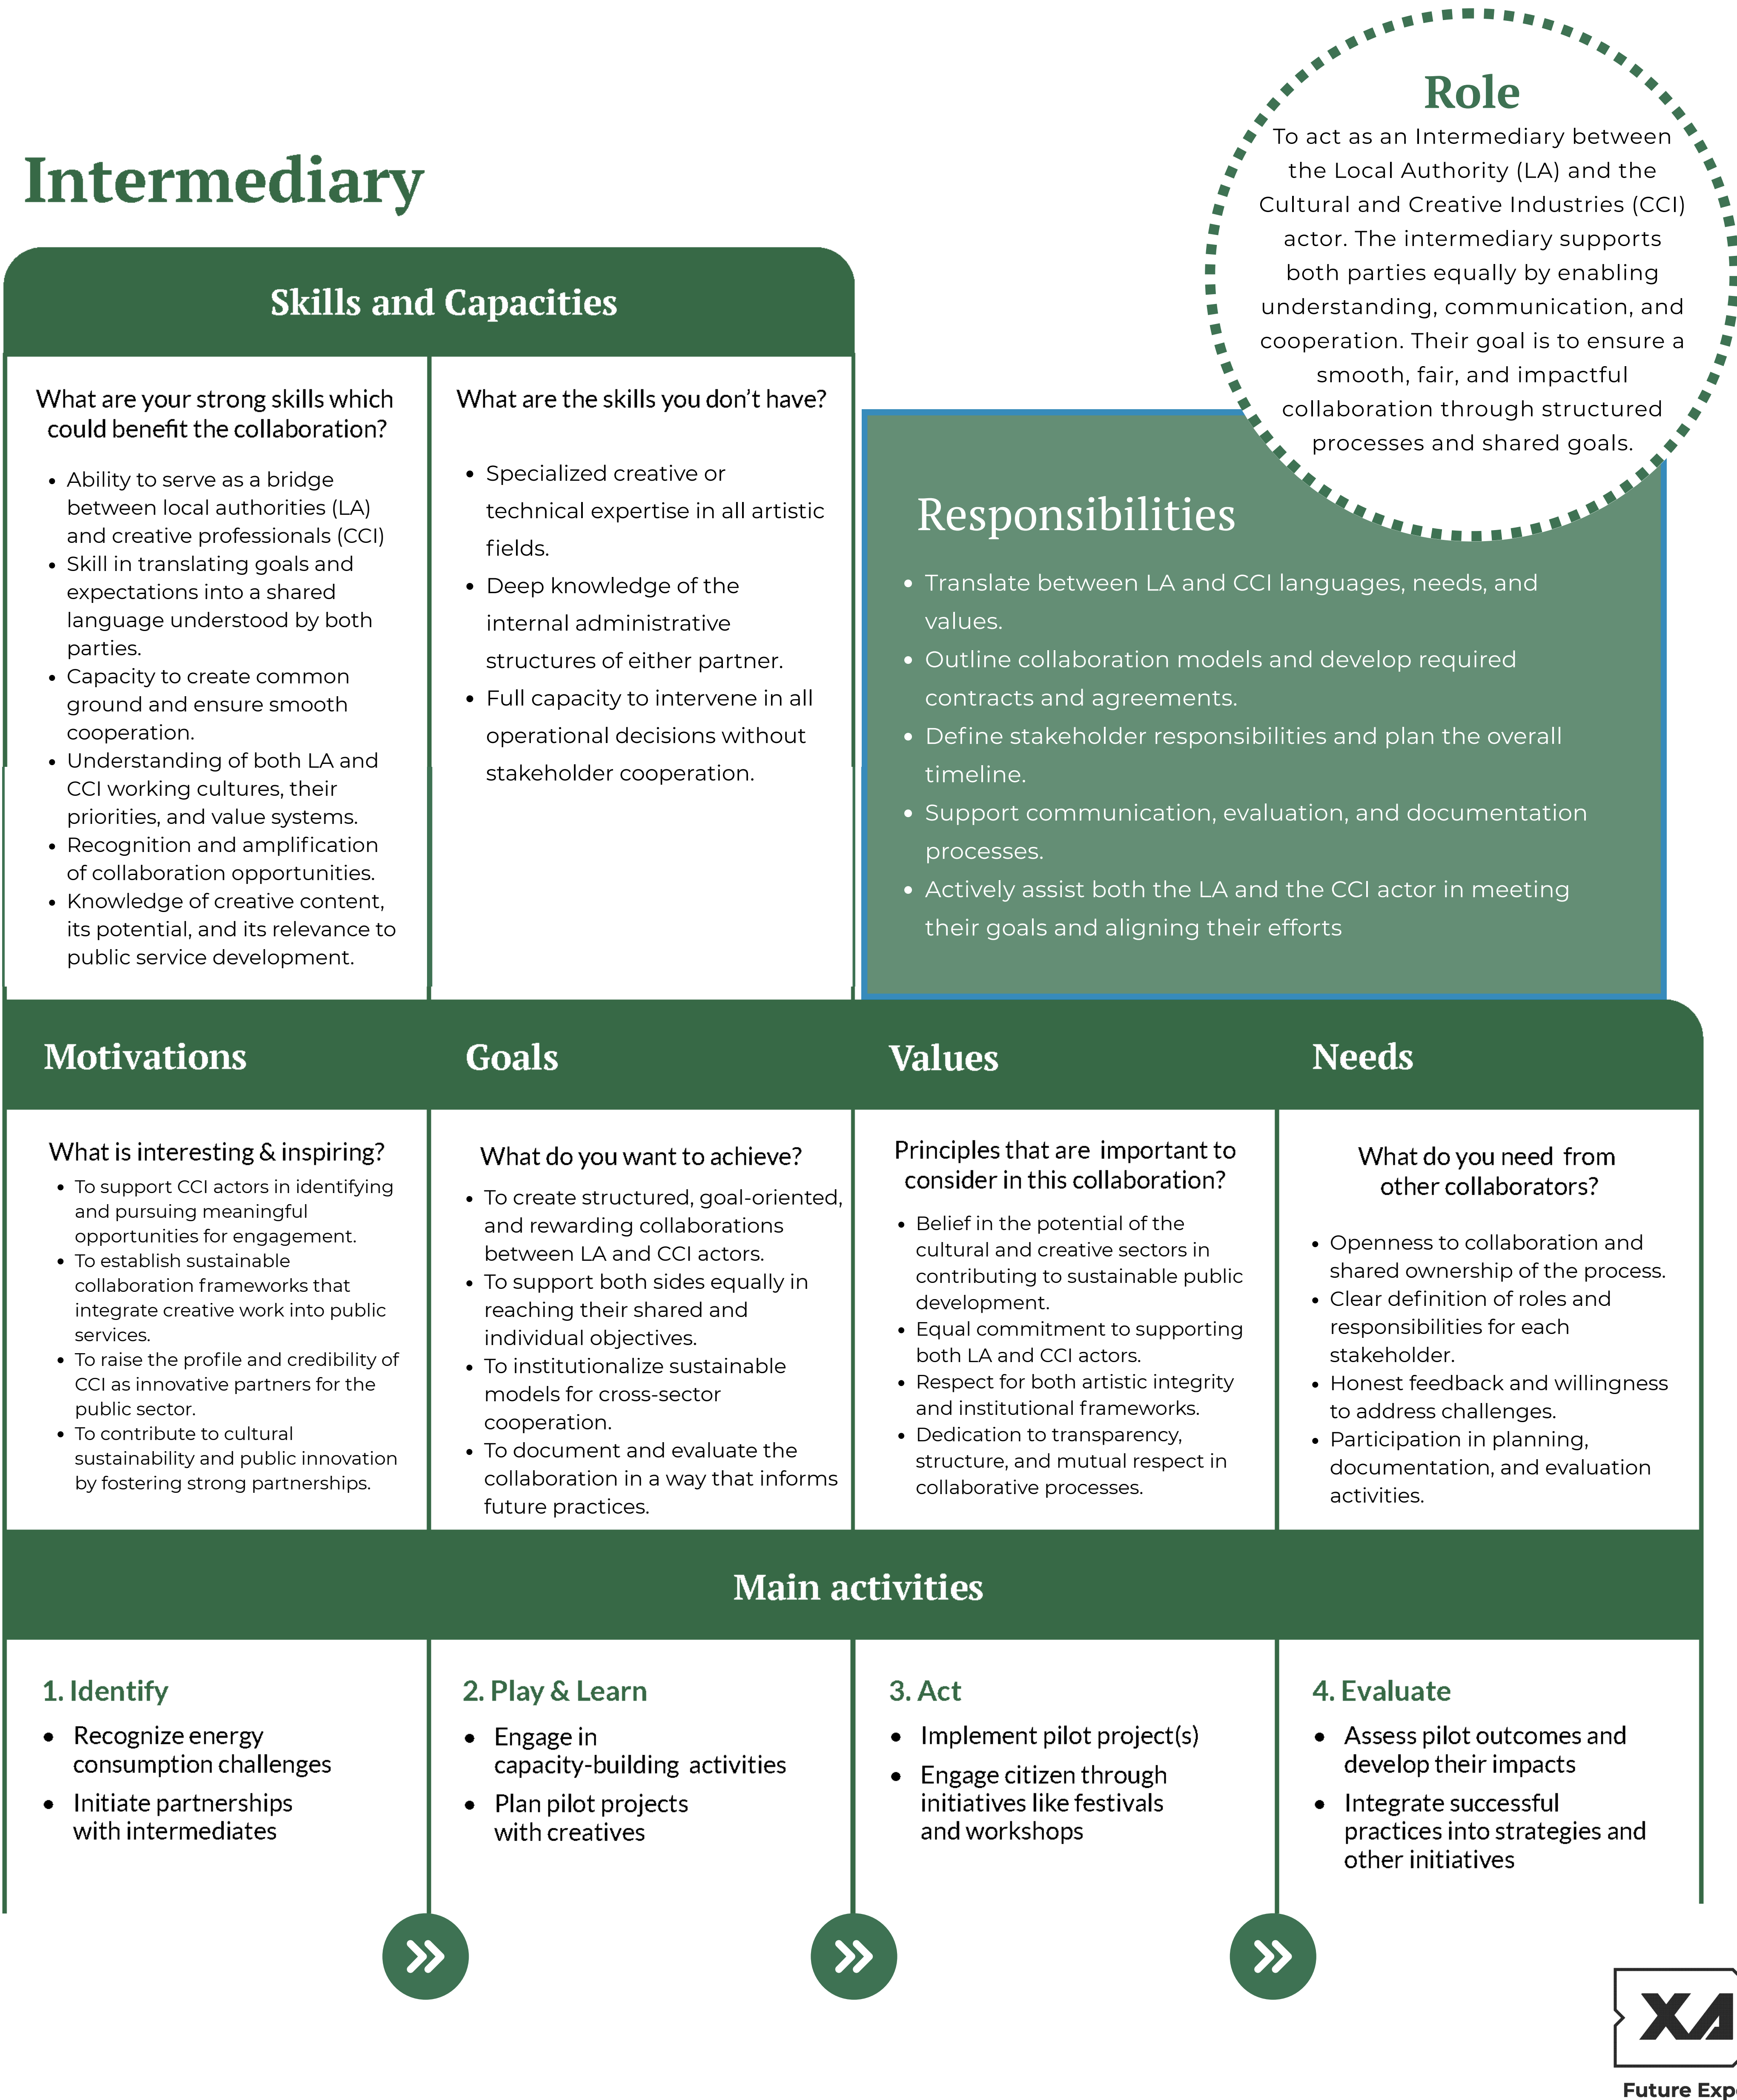 Role
To act as an Intermediary between
the Local Authority (LA) and the
Cultural and Creative Industries (CCI)
actor. The intermediary supports
both parties equally by enabling
understanding, communication, and
cooperation. Their goal is to ensure a
smooth, fair, and impactful
collaboration through structured
processes and shared goals.
Intermediary
Skills and Capacities
What are your strong skills which
could benefit the collaboration?
• Ability to serve as a bridge
between local authorities (LA)
and creative professionals (CCI)
• Skill in translating goals and
expectations into a shared
language understood by both
parties.
• Capacity to create common
ground and ensure smooth
cooperation.
• Understanding of both LA and
CCI working cultures, their
priorities, and value systems.
• Recognition and amplification
of collaboration opportunities.
• Knowledge of creative content,
its potential, and its relevance to
public service development.
What are the skills you don't have?
• Specialized creative or
technical expertise in all artistic
fields.
• Deep knowledge of the
internal administrative
structures of either partner.
• Full capacity to intervene in all
operational decisions without
stakeholder cooperation.
Responsibilities
• Translate between LA and CCI languages, needs, and
values.
• Outline collaboration models and develop required
contracts and agreements.
• Define stakeholder responsibilities and plan the overall
timeline.
• Support communication, evaluation, and documentation
processes.
• Actively assist both the LA and the CCI actor in meeting
their goals and aligning their efforts
Motivations
What is interesting & inspiring?
• To support CCI actors in identifying
and pursuing meaningful
opportunities for engagement.
• To establish sustainable
collaboration frameworks that
integrate creative work into public
services.
• To raise the profile and credibility of
CCI as innovative partners for the
public sector.
• To contribute to cultural
sustainability and public innovation
by fostering strong partnerships.
Goals
What do you want to achieve?
• To create structured, goal-oriented,
and rewarding collaborations
between LA and CCI actors.
• To support both sides equally in
reaching their shared and
individual objectives.
• To institutionalize sustainable
models for cross-sector
cooperation.
• To document and evaluate the
collaboration in a way that informs
future practices.
Values
Principles that are important to
consider in this collaboration?
• Belief in the potential of the
cultural and creative sectors in
contributing to sustainable public
development.
• Equal commitment to supporting
both LA and CCI actors.
• Respect for both artistic integrity
and institutional frameworks.
• Dedication to transparency,
structure, and mutual respect in
collaborative processes.
Needs
What do you need from
other collaborators?
• Openness to collaboration and
shared ownership of the process.
• Clear definition of roles and
responsibilities for each
stakeholder.
• Honest feedback and willingness
to address challenges.
• Participation in planning,
documentation, and evaluation
activities.
Main activities
1. Identify
• Recognize energy
consumption challenges
• Initiate partnerships
with intermediates
2. Play & Learn
• Engage in
capacity-building activities
• Plan pilot projects
with creatives
3. Act
• Implement pilot project(s)
• Engage citizen through
initiatives like festivals
and workshops
4. Evaluate
• Assess pilot outcomes and
develop their impacts
• Integrate successful
practices into strategies and
other initiatives
XA
Future Exp